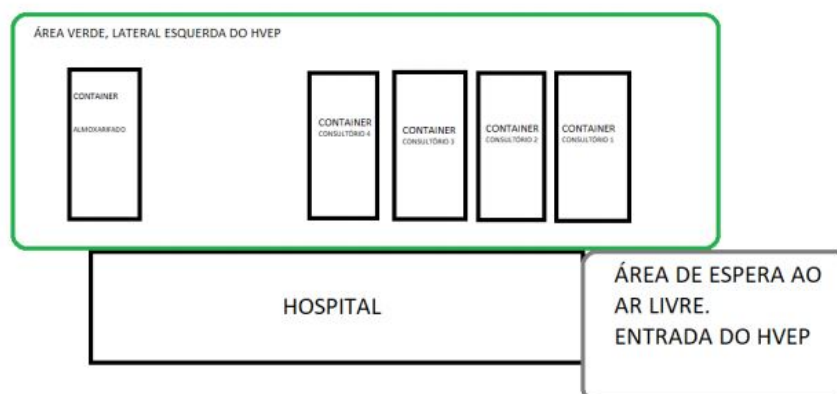 ÁREA VERDE, LATERAL ESQUERDA DO HVEP
CONTAINER
ALMOXARIFADO
CONTAINER
CONSULTÓRIO 4
CONTAINER
CONSULTÓRIO 3
CONTAINER
CONSULTÓRIO 2
CONTAINER
CONSULTÓRIO 1
HOSPITAL
ÁREA DE ESPERA AO
AR LIVRE.
ENTRADA DO HVEP